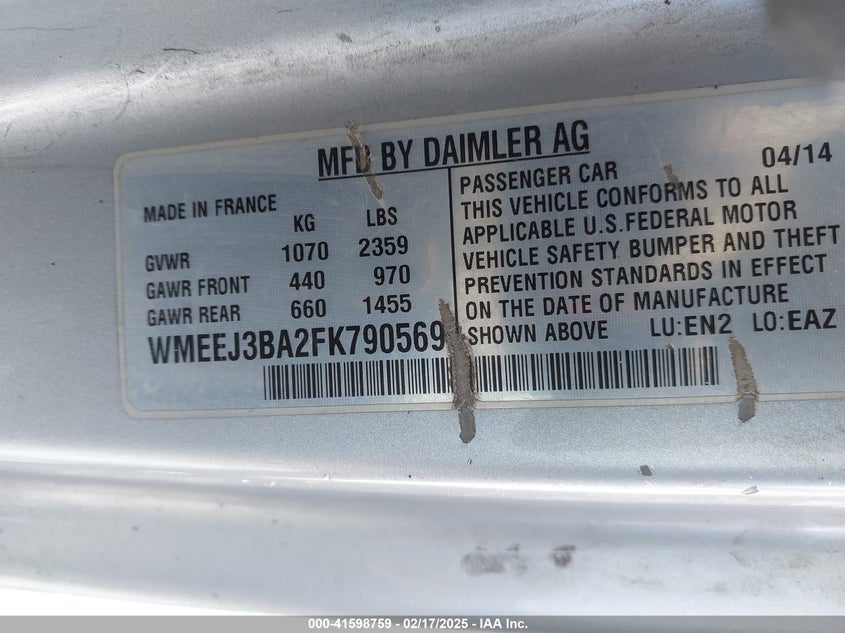 MFD BY DAIMLER AG
MADE IN FRANCE
KG LBS
GVWR 1070 2359
GAWR FRONT 440 970
GAWR REAR 660 1455
WMEEJ3BA2FK790569
04/14
PASSENGER CAR
THIS VEHICLE CONFORMS TO ALL
APPLICABLE U.S.FEDERAL MOTOR
VEHICLE SAFETY BUMPER AND THEFT
PREVENTION STANDARDS IN EFFECT
ON THE DATE OF MANUFACTURE
SHOWN ABOVE LU:EN2 LO:EAZ
000-41598759 - 02/17/2025 - IAA Inc.